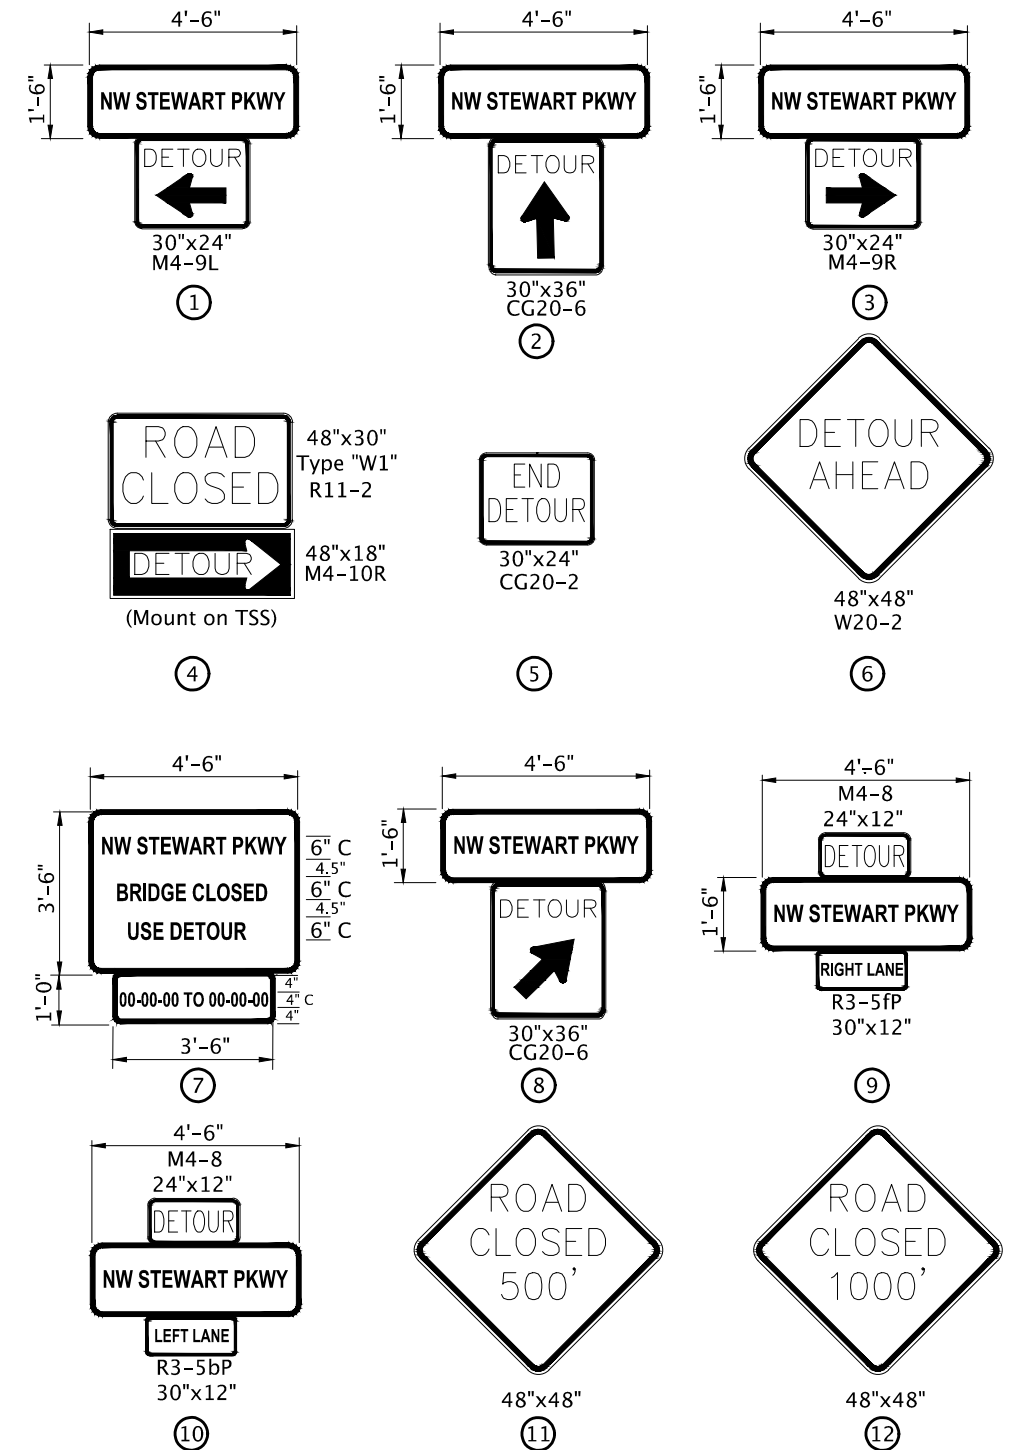 4'-6"
1'-6"
NW STEWART PKWY
DETOUR
30"x24"
M4-9L
1
4'-6"
1'-6"
NW STEWART PKWY
DETOUR
30"x36"
CG20-6
2
4'-6"
1'-6"
NW STEWART PKWY
DETOUR
30"x24"
M4-9R
3
ROAD
CLOSED
48"x30"
Type "W1"
R11-2
DETOUR
48"x18"
M4-10R
(Mount on TSS)
4
END
DETOUR
30"x24"
CG20-2
5
DETOUR
AHEAD
48"x48"
W20-2
6
4'-6"
3'-6"
NW STEWART PKWY
BRIDGE CLOSED
USE DETOUR
6" C
4.5"
6" C
4.5"
6" C
1'-0"
00-00-00 TO 00-00-00
4"
4" C
4"
3'-6"
7
4'-6"
1'-6"
NW STEWART PKWY
DETOUR
30"x36"
CG20-6
8
4'-6"
M4-8
24"x12"
DETOUR
1'-6"
NW STEWART PKWY
RIGHT LANE
R3-5fP
30"x12"
9
4'-6"
M4-8
24"x12"
DETOUR
NW STEWART PKWY
LEFT LANE
R3-5bP
30"x12"
10
ROAD
CLOSED
500'
48"x48"
11
ROAD
CLOSED
1000'
48"x48"
12